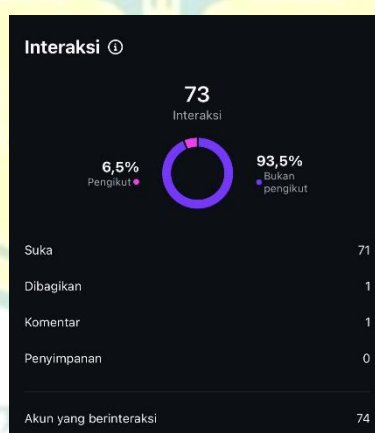 Interaksi
73
Interaksi
6,5%
Pengikut
93,5%
Bukan
pengikut
Suka 71
Dibagikan 1
Komentar 1
Penyimpanan 0
Akun yang berinteraksi 74